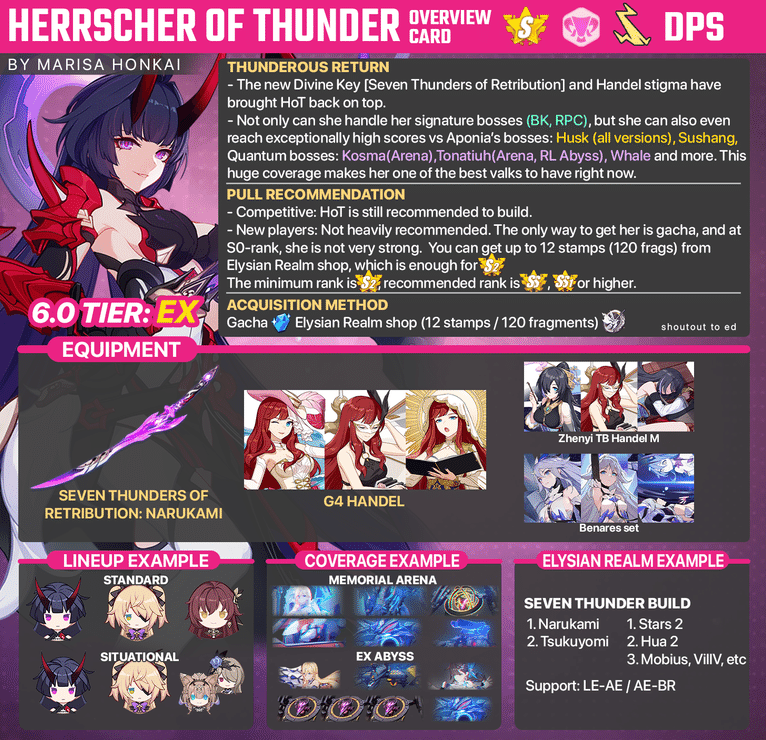 HERRSCHER OF THUNDER OVERVIEW CARD S DPS
BY MARISA HONKAI
THUNDEROUS RETURN
- The new Divine Key [Seven Thunders of Retribution] and Handel stigma have
brought HoT back on top.
- Not only can she handle her signature bosses (BK, RPC), but she can also even
reach exceptionally high scores vs Aponia's bosses: Husk (all versions), Sushang,
Quantum bosses: Kosma(Arena),Tonatiuh(Arena, RL Abyss), Whale and more. This
huge coverage makes her one of the best valks to have right now.
PULL RECOMMENDATION
- Competitive: HoT is still recommended to build.
- New players: Not heavily recommended. The only way to get her is gacha, and at
S0-rank, she is not very strong. You can get up to 12 stamps (120 frags) from
Elysian Realm shop, which is enough for S2
The minimum rank is S2, recommended rank is S3, SS1 or higher.
6.0 TIER: EX
ACQUISITION METHOD
Gacha Elysian Realm shop (12 stamps / 120 fragments)
shoutout to ed
EQUIPMENT
SEVEN THUNDERS OF
RETRIBUTION: NARUKAMI
G4 HANDEL
Zhenyi TB Handel M
Benares set
LINEUP EXAMPLE
STANDARD
SITUATIONAL
COVERAGE EXAMPLE
MEMORIAL ARENA
EX ABYSS
ELYSIAN REALM EXAMPLE
SEVEN THUNDER BUILD
1. Narukami 1. Stars 2
2. Tsukuyomi 2. Hua 2
3. Mobius, VillV, etc
Support: LE-AE / AE-BR